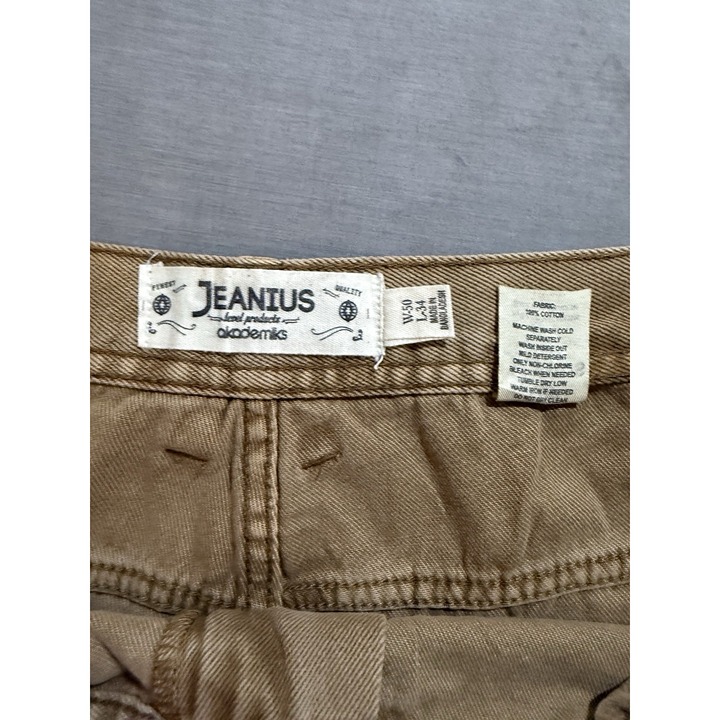 FINEST
QUALITY
JEANIUS
level products
akademiks
W-50
L-34
MADE IN
BANGLADESH
FABRIC:
100% COTTON
MACHINE WASH COLD
SEPARATELY
WASH INSIDE OUT
MILD DETERGENT
ONLY NON-CHLORINE
BLEACH WHEN NEEDED
TUMBLE DRY LOW
WARM IRON IF NEEDED
DO NOT DRY CLEAN